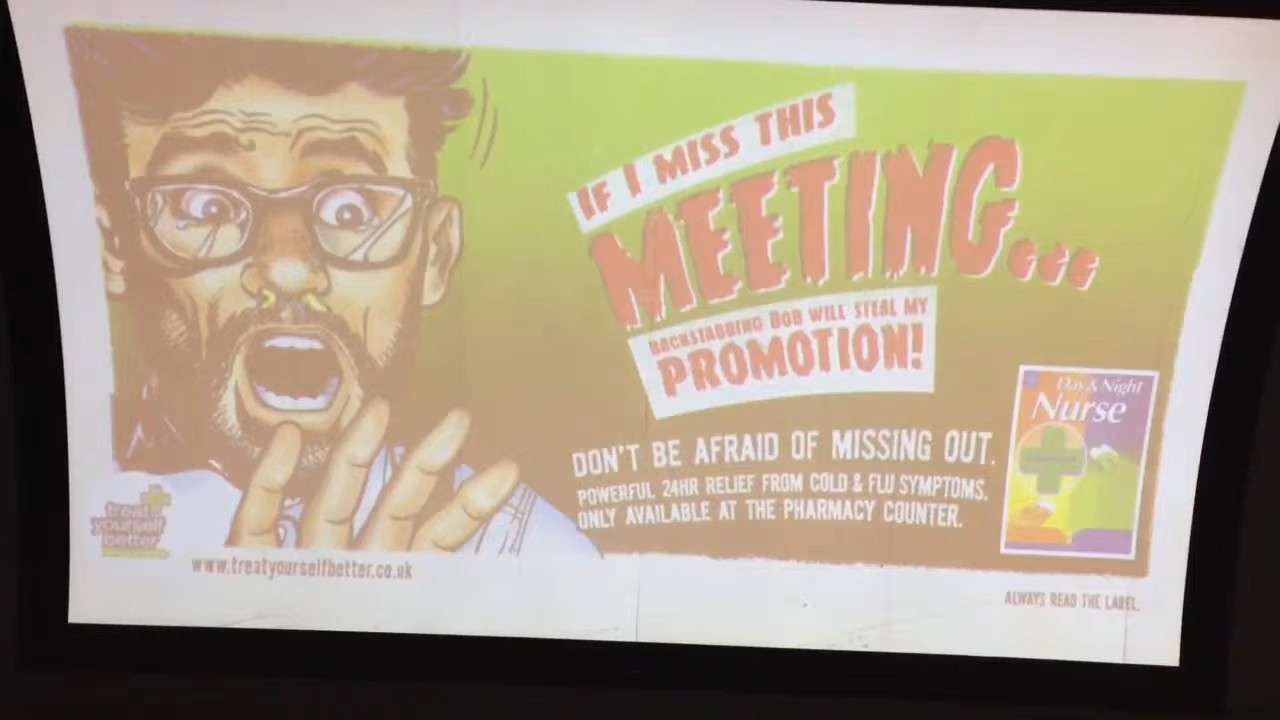 IF I MISS THIS
MEETING...
BACKSTABBING BOB WILL STEAL MY
PROMOTION!
DON'T BE AFRAID OF MISSING OUT.
POWERFUL 24HR RELIEF FROM COLD & FLU SYMPTOMS.
ONLY AVAILABLE AT THE PHARMACY COUNTER.
Day & Night
Nurse
treat
yourself
better
www.treatyourselfbetter.co.uk
ALWAYS READ THE LABEL.